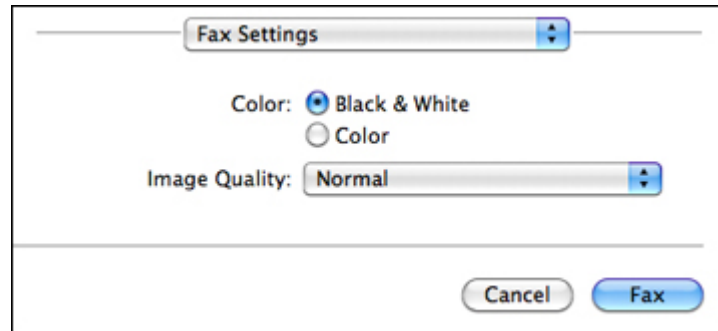 Fax Settings
Color: Black & White
Color
Image Quality: Normal
Cancel Fax